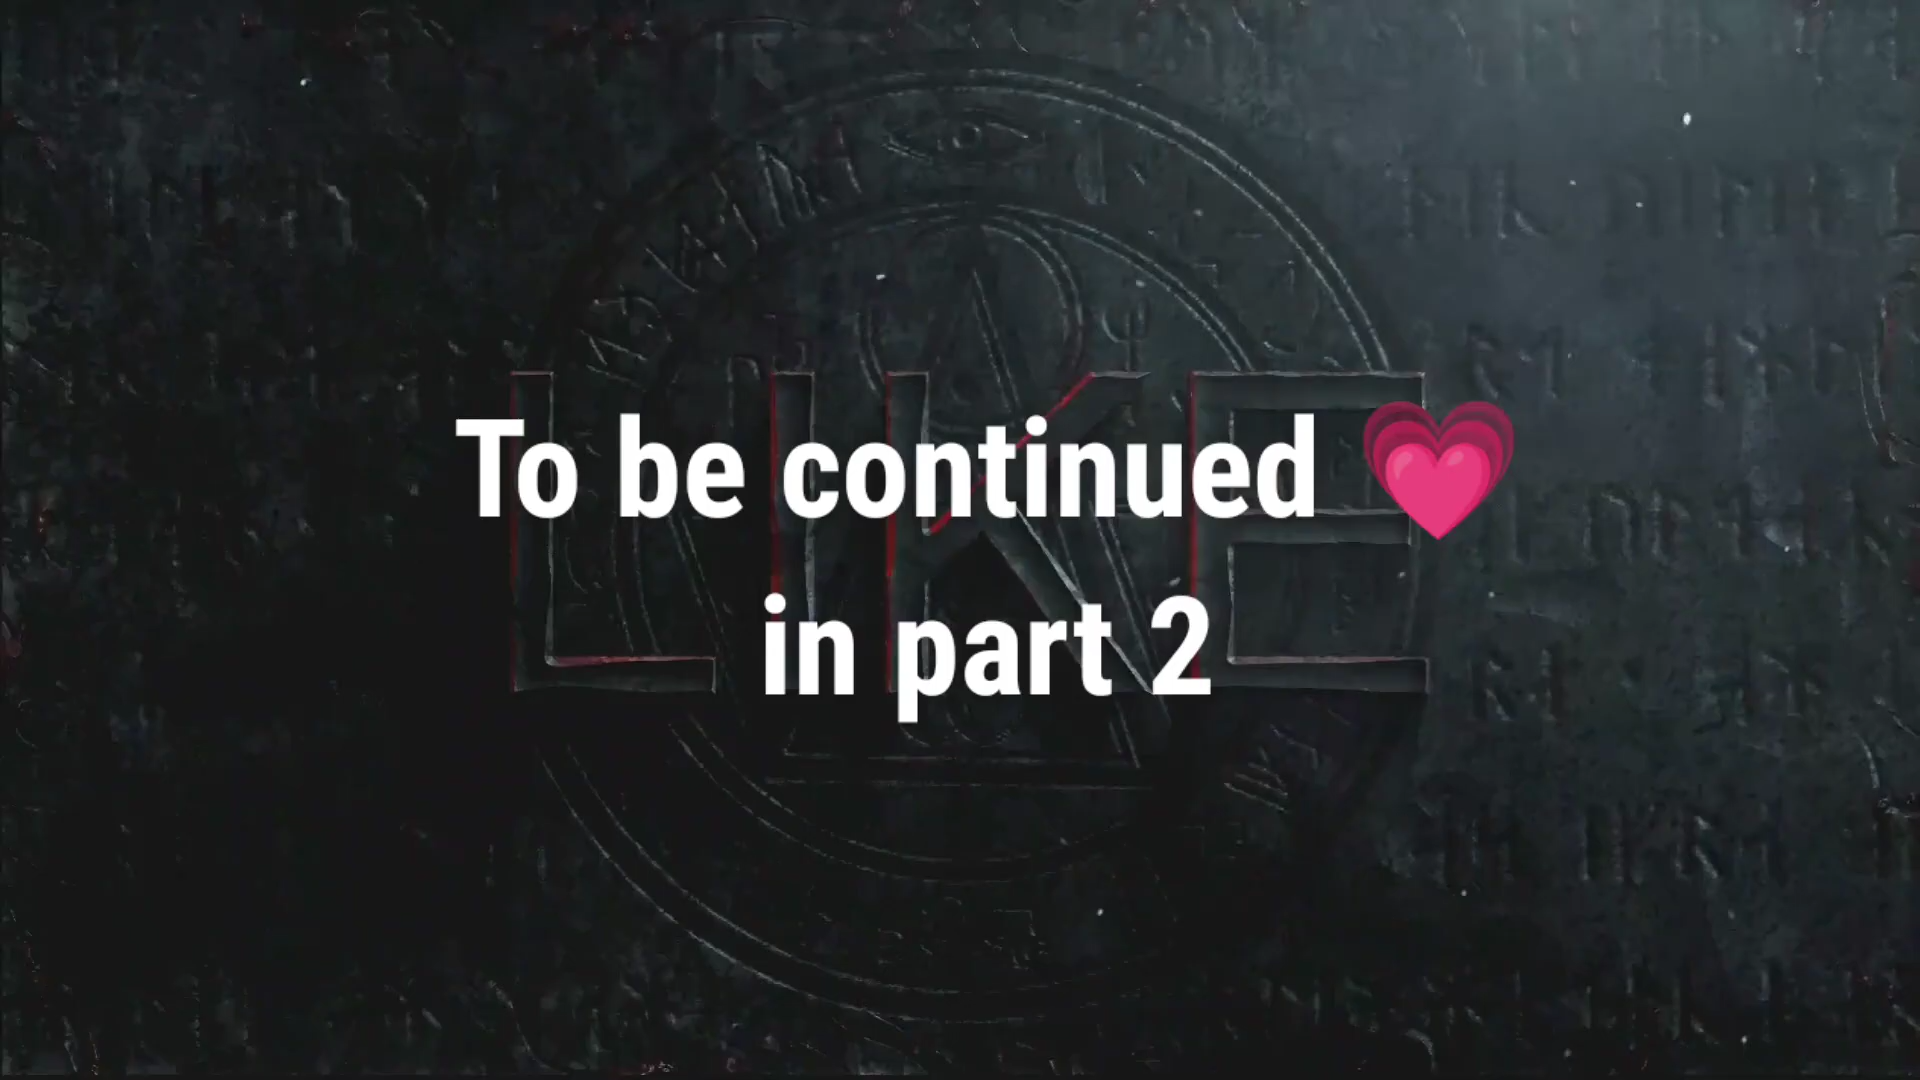 To be continued 💗
in part 2
LIKE